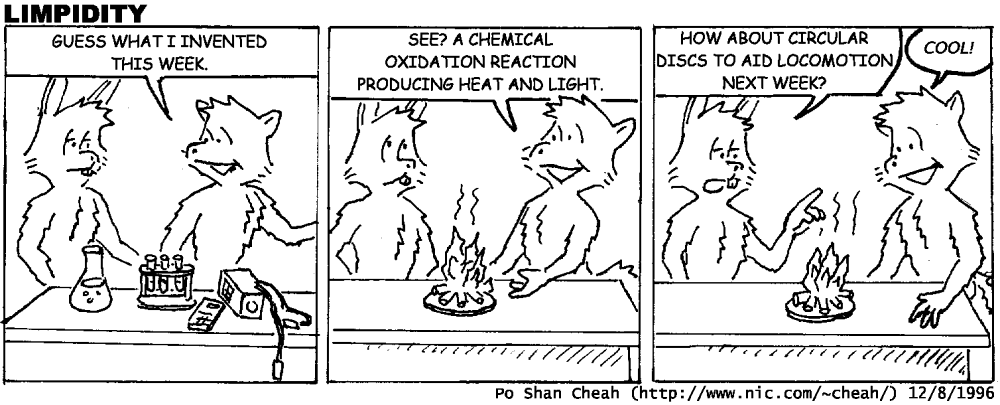 LIMPIDITY
GUESS WHAT I INVENTED
THIS WEEK.
SEE? A CHEMICAL
OXIDATION REACTION
PRODUCING HEAT AND LIGHT.
HOW ABOUT CIRCULAR
DISCS TO AID LOCOMOTION
NEXT WEEK?
COOL!
Po Shan Cheah (http://www.nic.com/~cheah/) 12/8/1996